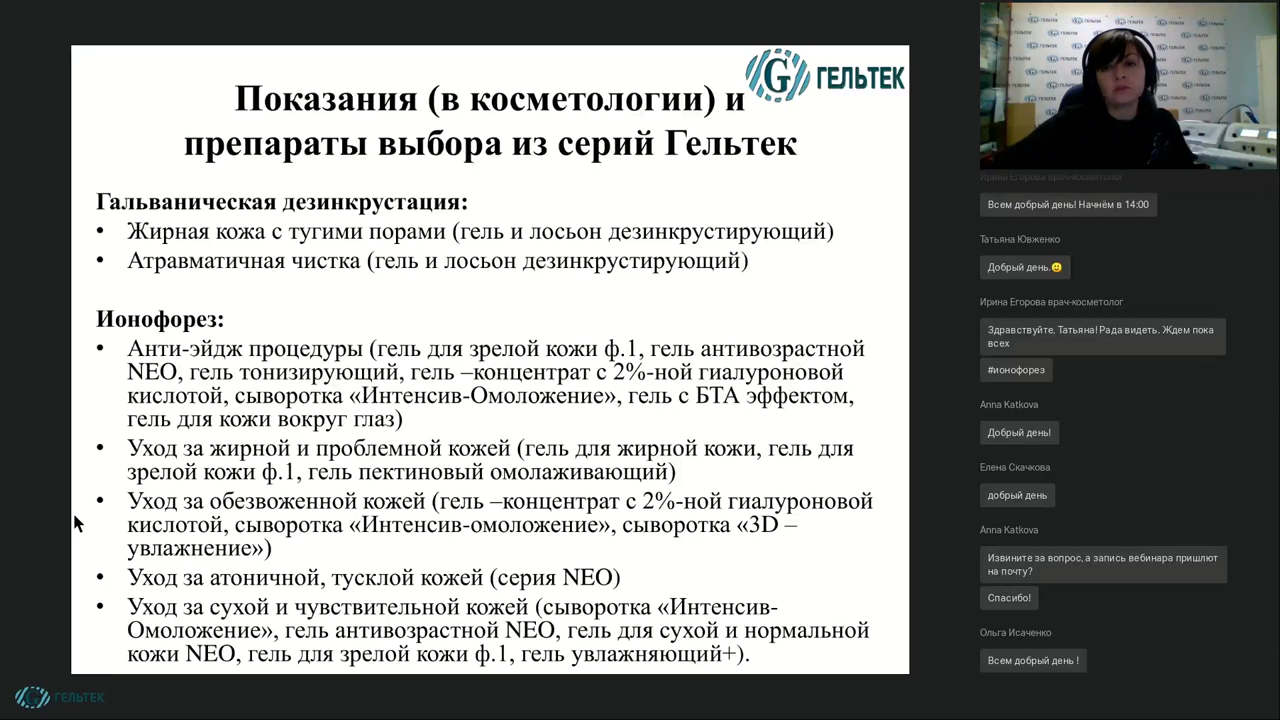 ГЕЛЬТЕК
Показания (в косметологии) и
препараты выбора из серий Гельтек
Гальваническая дезинкрустация:
• Жирная кожа с тугими порами (гель и лосьон дезинкрустирующий)
• Атравматичная чистка (гель и лосьон дезинкрустирующий)
Ионофорез:
• Анти-эйдж процедуры (гель для зрелой кожи ф.1, гель антивозрастной
NEO, гель тонизирующий, гель –концентрат с 2%-ной гиалуроновой
кислотой, сыворотка «Интенсив-Омоложение», гель с БТА эффектом,
гель для кожи вокруг глаз)
• Уход за жирной и проблемной кожей (гель для жирной кожи, гель для
зрелой кожи ф.1, гель пектиновый омолаживающий)
• Уход за обезвоженной кожей (гель –концентрат с 2%-ной гиалуроновой
кислотой, сыворотка «Интенсив-омоложение», сыворотка «3D –
увлажнение»)
• Уход за атоничной, тусклой кожей (серия NEO)
• Уход за сухой и чувствительной кожей (сыворотка «Интенсив-
Омоложение», гель антивозрастной NEO, гель для сухой и нормальной
кожи NEO, гель для зрелой кожи ф.1, гель увлажняющий+).
ГЕЛЬТЕК
Ирина Егорова врач-косметолог
Всем добрый день! Начнём в 14:00
Татьяна Ювженко
Добрый день.🙂
Ирина Егорова врач-косметолог
Здравствуйте, Татьяна! Рада видеть. Ждем пока
всех
#ионофорез
Anna Katkova
Добрый день!
Елена Скачкова
добрый день
Anna Katkova
Извините за вопрос, а запись вебинара пришлют
на почту?
Спасибо!
Ольга Исаченко
Всем добрый день !